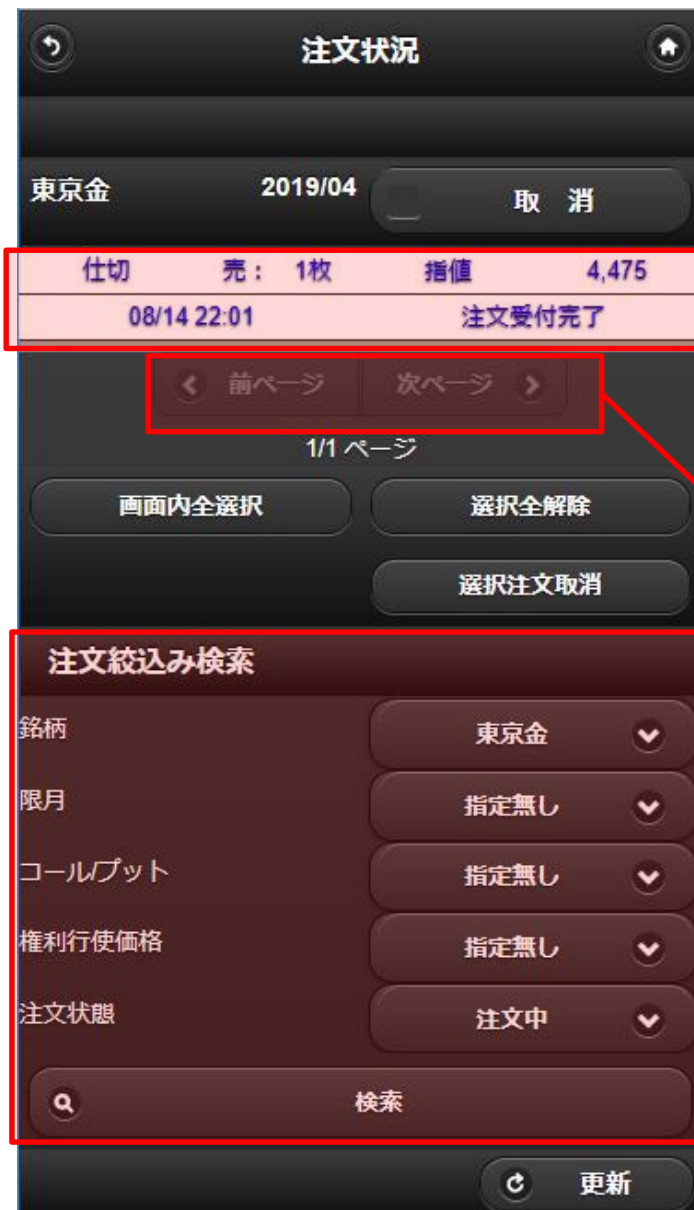 注文状況
東京金 2019/04 取 消
仕切 売： 1枚 指値 4,475
08/14 22:01 注文受付完了
前ページ 次ページ
1/1 ページ
画面内全選択 選択全解除
選択注文取消
注文絞込み検索
銘柄 東京金
限月 指定無し
コール/プット 指定無し
権利行使価格 指定無し
注文状態 注文中
検索
更新